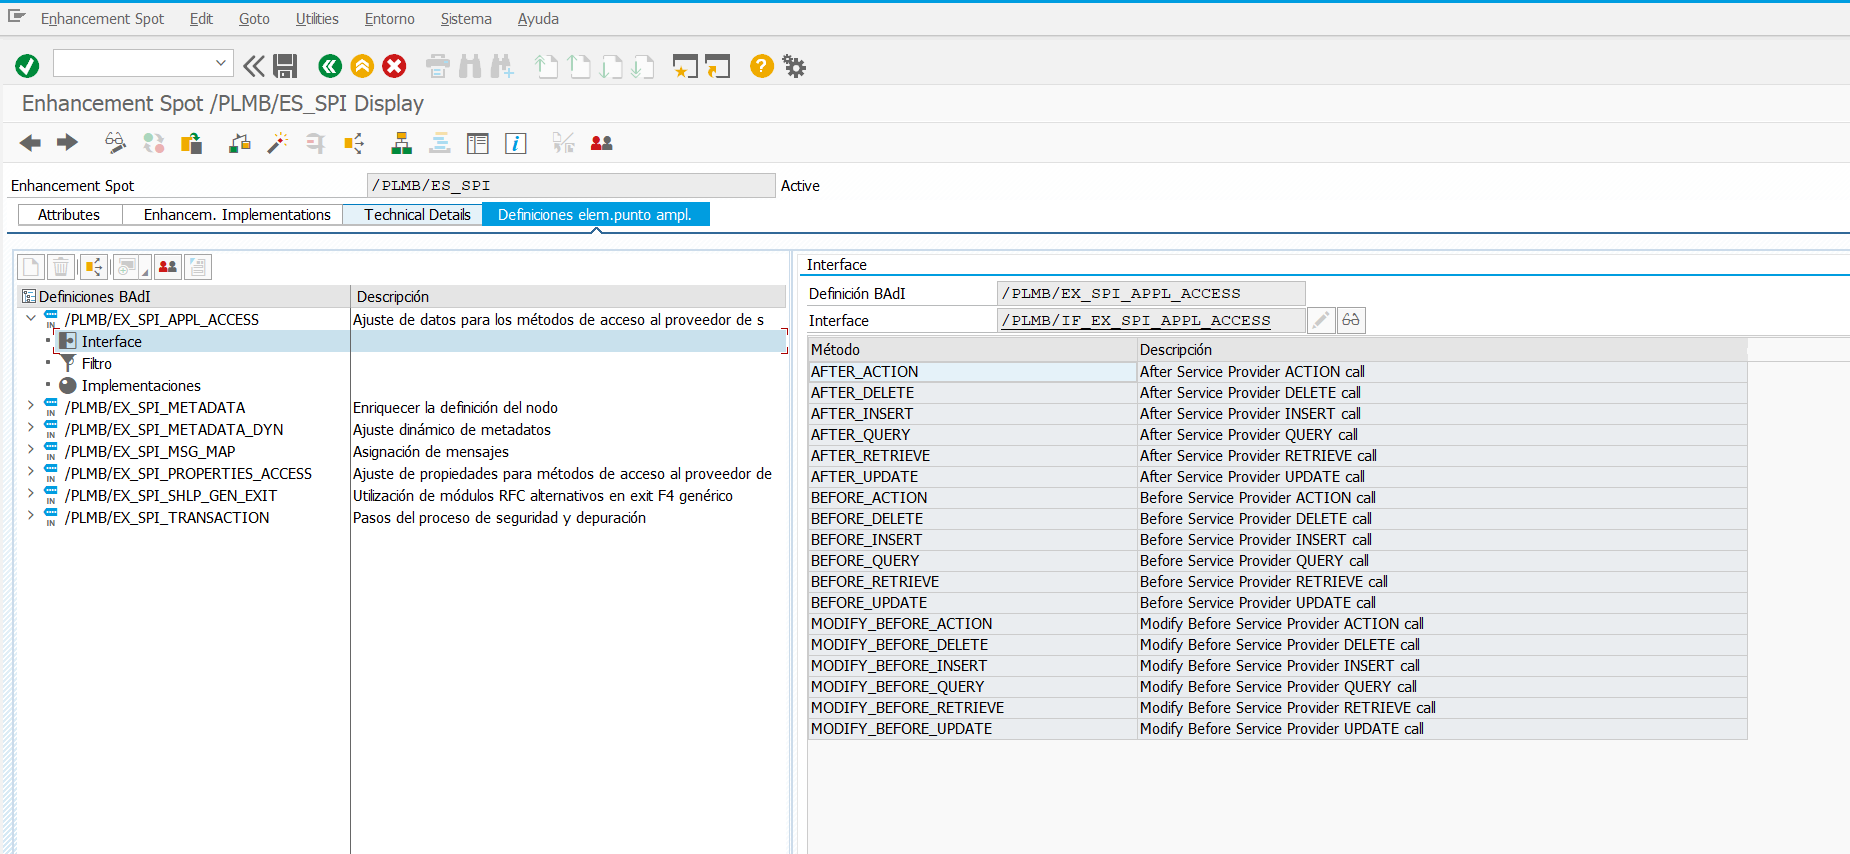 Enhancement Spot Edit Goto Utilities Entorno Sistema Ayuda
Enhancement Spot /PLMB/ES_SPI Display
Enhancement Spot /PLMB/ES_SPI Active
Attributes Enhancem. Implementations Technical Details Definiciones elem.punto ampl.
Definiciones BAdI Descripción
/PLMB/EX_SPI_APPL_ACCESS Ajuste de datos para los métodos de acceso al proveedor de s
Interface
Filtro
Implementaciones
/PLMB/EX_SPI_METADATA Enriquecer la definición del nodo
/PLMB/EX_SPI_METADATA_DYN Ajuste dinámico de metadatos
/PLMB/EX_SPI_MSG_MAP Asignación de mensajes
/PLMB/EX_SPI_PROPERTIES_ACCESS Ajuste de propiedades para métodos de acceso al proveedor de
/PLMB/EX_SPI_SHLP_GEN_EXIT Utilización de módulos RFC alternativos en exit F4 genérico
/PLMB/EX_SPI_TRANSACTION Pasos del proceso de seguridad y depuración
Interface
Definición BAdI /PLMB/EX_SPI_APPL_ACCESS
Interface /PLMB/IF_EX_SPI_APPL_ACCESS
Método Descripción
AFTER_ACTION After Service Provider ACTION call
AFTER_DELETE After Service Provider DELETE call
AFTER_INSERT After Service Provider INSERT call
AFTER_QUERY After Service Provider QUERY call
AFTER_RETRIEVE After Service Provider RETRIEVE call
AFTER_UPDATE After Service Provider UPDATE call
BEFORE_ACTION Before Service Provider ACTION call
BEFORE_DELETE Before Service Provider DELETE call
BEFORE_INSERT Before Service Provider INSERT call
BEFORE_QUERY Before Service Provider QUERY call
BEFORE_RETRIEVE Before Service Provider RETRIEVE call
BEFORE_UPDATE Before Service Provider UPDATE call
MODIFY_BEFORE_ACTION Modify Before Service Provider ACTION call
MODIFY_BEFORE_DELETE Modify Before Service Provider DELETE call
MODIFY_BEFORE_INSERT Modify Before Service Provider INSERT call
MODIFY_BEFORE_QUERY Modify Before Service Provider QUERY call
MODIFY_BEFORE_RETRIEVE Modify Before Service Provider RETRIEVE call
MODIFY_BEFORE_UPDATE Modify Before Service Provider UPDATE call